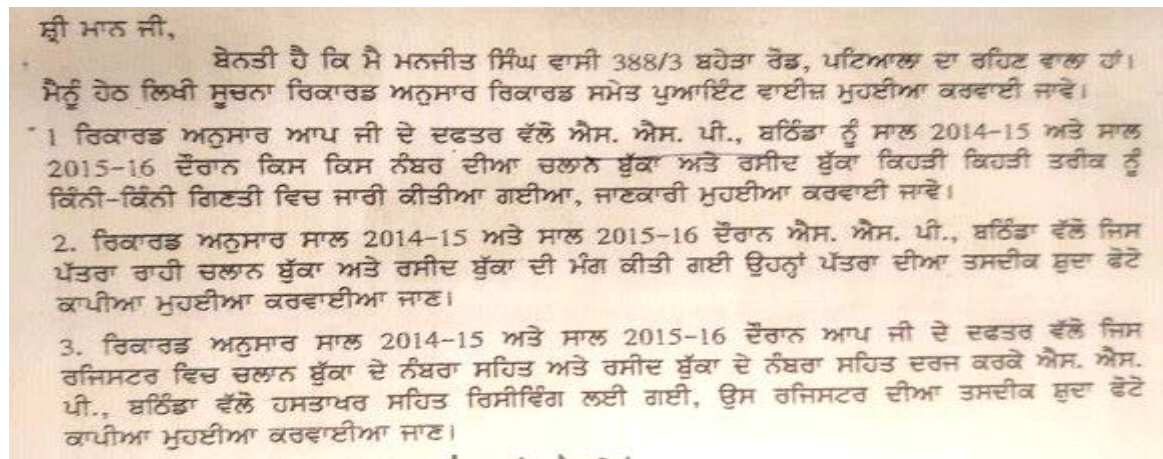 ਸ਼੍ਰੀ ਮਾਨ ਜੀ,
ਬੇਨਤੀ ਹੈ ਕਿ ਮੈ ਮਨਜੀਤ ਸਿੰਘ ਵਾਸੀ 388/3 ਬਹੇੜਾ ਰੋਡ, ਪਟਿਆਲਾ ਦਾ ਰਹਿਣ ਵਾਲਾ ਹਾਂ।
ਮੈਨੂੰ ਹੇਠ ਲਿਖੀ ਸੂਚਨਾ ਰਿਕਾਰਡ ਅਨੁਸਾਰ ਰਿਕਾਰਡ ਸਮੇਤ ਪੁਆਇੰਟ ਵਾਈਜ਼ ਮੁਹਈਆ ਕਰਵਾਈ ਜਾਵੇ।
1 ਰਿਕਾਰਡ ਅਨੁਸਾਰ ਆਪ ਜੀ ਦੇ ਦਫਤਰ ਵੱਲੋ ਐਸ. ਐਸ. ਪੀ., ਬਠਿੰਡਾ ਨੂੰ ਸਾਲ 2014-15 ਅਤੇ ਸਾਲ
2015-16 ਦੌਰਾਨ ਕਿਸ ਕਿਸ ਨੰਬਰ ਦੀਆ ਚਲਾਨ ਬੁੱਕਾ ਅਤੇ ਰਸੀਦ ਬੁੱਕਾ ਕਿਹੜੀ ਕਿਹੜੀ ਤਰੀਕ ਨੂੰ
ਕਿੰਨੀ-ਕਿੰਨੀ ਗਿਣਤੀ ਵਿਚ ਜਾਰੀ ਕੀਤੀਆ ਗਈਆ, ਜਾਣਕਾਰੀ ਮੁਹਈਆ ਕਰਵਾਈ ਜਾਵੇ।
2. ਰਿਕਾਰਡ ਅਨੁਸਾਰ ਸਾਲ 2014-15 ਅਤੇ ਸਾਲ 2015-16 ਦੌਰਾਨ ਐਸ. ਐਸ. ਪੀ., ਬਠਿੰਡਾ ਵੱਲੋ ਜਿਸ
ਪੱਤਰਾ ਰਾਹੀ ਚਲਾਨ ਬੁੱਕਾ ਅਤੇ ਰਸੀਦ ਬੁੱਕਾ ਦੀ ਮੰਗ ਕੀਤੀ ਗਈ ਉਹਨ੍ਹਾਂ ਪੱਤਰਾ ਦੀਆ ਤਸਦੀਕ ਸ਼ੁਦਾ ਫੋਟੋ
ਕਾਪੀਆ ਮੁਹਈਆ ਕਰਵਾਈਆ ਜਾਣ।
3. ਰਿਕਾਰਡ ਅਨੁਸਾਰ ਸਾਲ 2014-15 ਅਤੇ ਸਾਲ 2015-16 ਦੌਰਾਨ ਆਪ ਜੀ ਦੇ ਦਫਤਰ ਵੱਲੋ ਜਿਸ
ਰਜਿਸਟਰ ਵਿਚ ਚਲਾਨ ਬੁੱਕਾ ਦੇ ਨੰਬਰਾ ਸਹਿਤ ਅਤੇ ਰਸੀਦ ਬੁੱਕਾ ਦੇ ਨੰਬਰਾ ਸਹਿਤ ਦਰਜ ਕਰਕੇ ਐਸ. ਐਸ.
ਪੀ., ਬਠਿੰਡਾ ਵੱਲੋ ਹਸਤਾਖਰ ਸਹਿਤ ਰਿਸੀਵਿੰਗ ਲਈ ਗਈ, ਉਸ ਰਜਿਸਟਰ ਦੀਆ ਤਸਦੀਕ ਸ਼ੁਦਾ ਫੋਟੋ
ਕਾਪੀਆ ਮੁਹਈਆ ਕਰਵਾਈਆ ਜਾਣ।